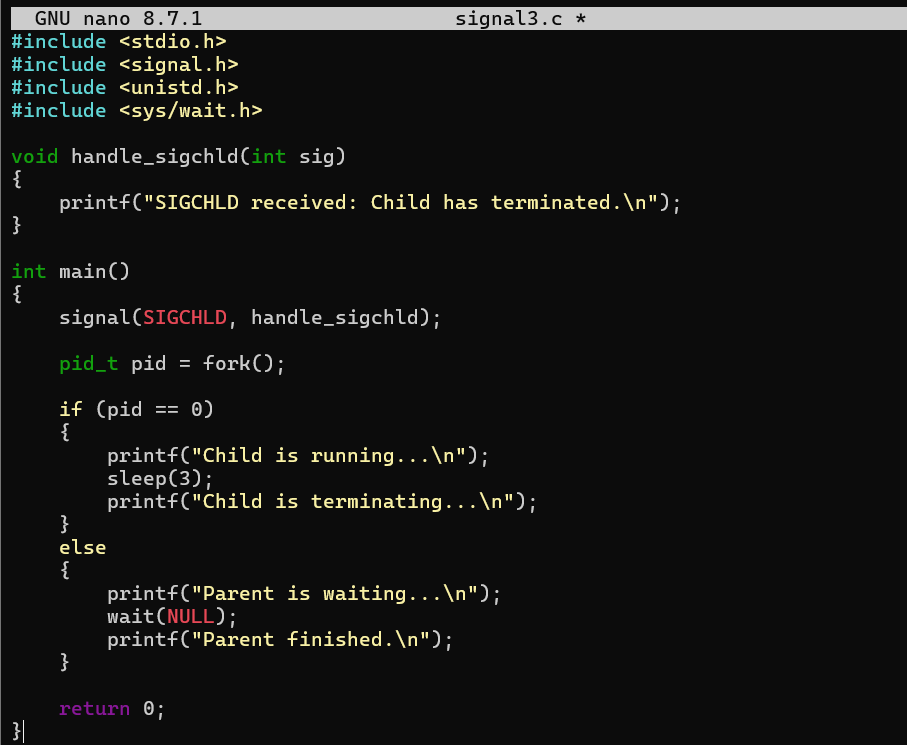 GNU nano 8.7.1 signal3.c *
#include <stdio.h>
#include <signal.h>
#include <unistd.h>
#include <sys/wait.h>
void handle_sigchld(int sig)
{
    printf("SIGCHLD received: Child has terminated.\n");
}
int main()
{
    signal(SIGCHLD, handle_sigchld);
    pid_t pid = fork();
    if (pid == 0)
    {
        printf("Child is running...\n");
        sleep(3);
        printf("Child is terminating...\n");
    }
    else
    {
        printf("Parent is waiting...\n");
        wait(NULL);
        printf("Parent finished.\n");
    }
    return 0;
}